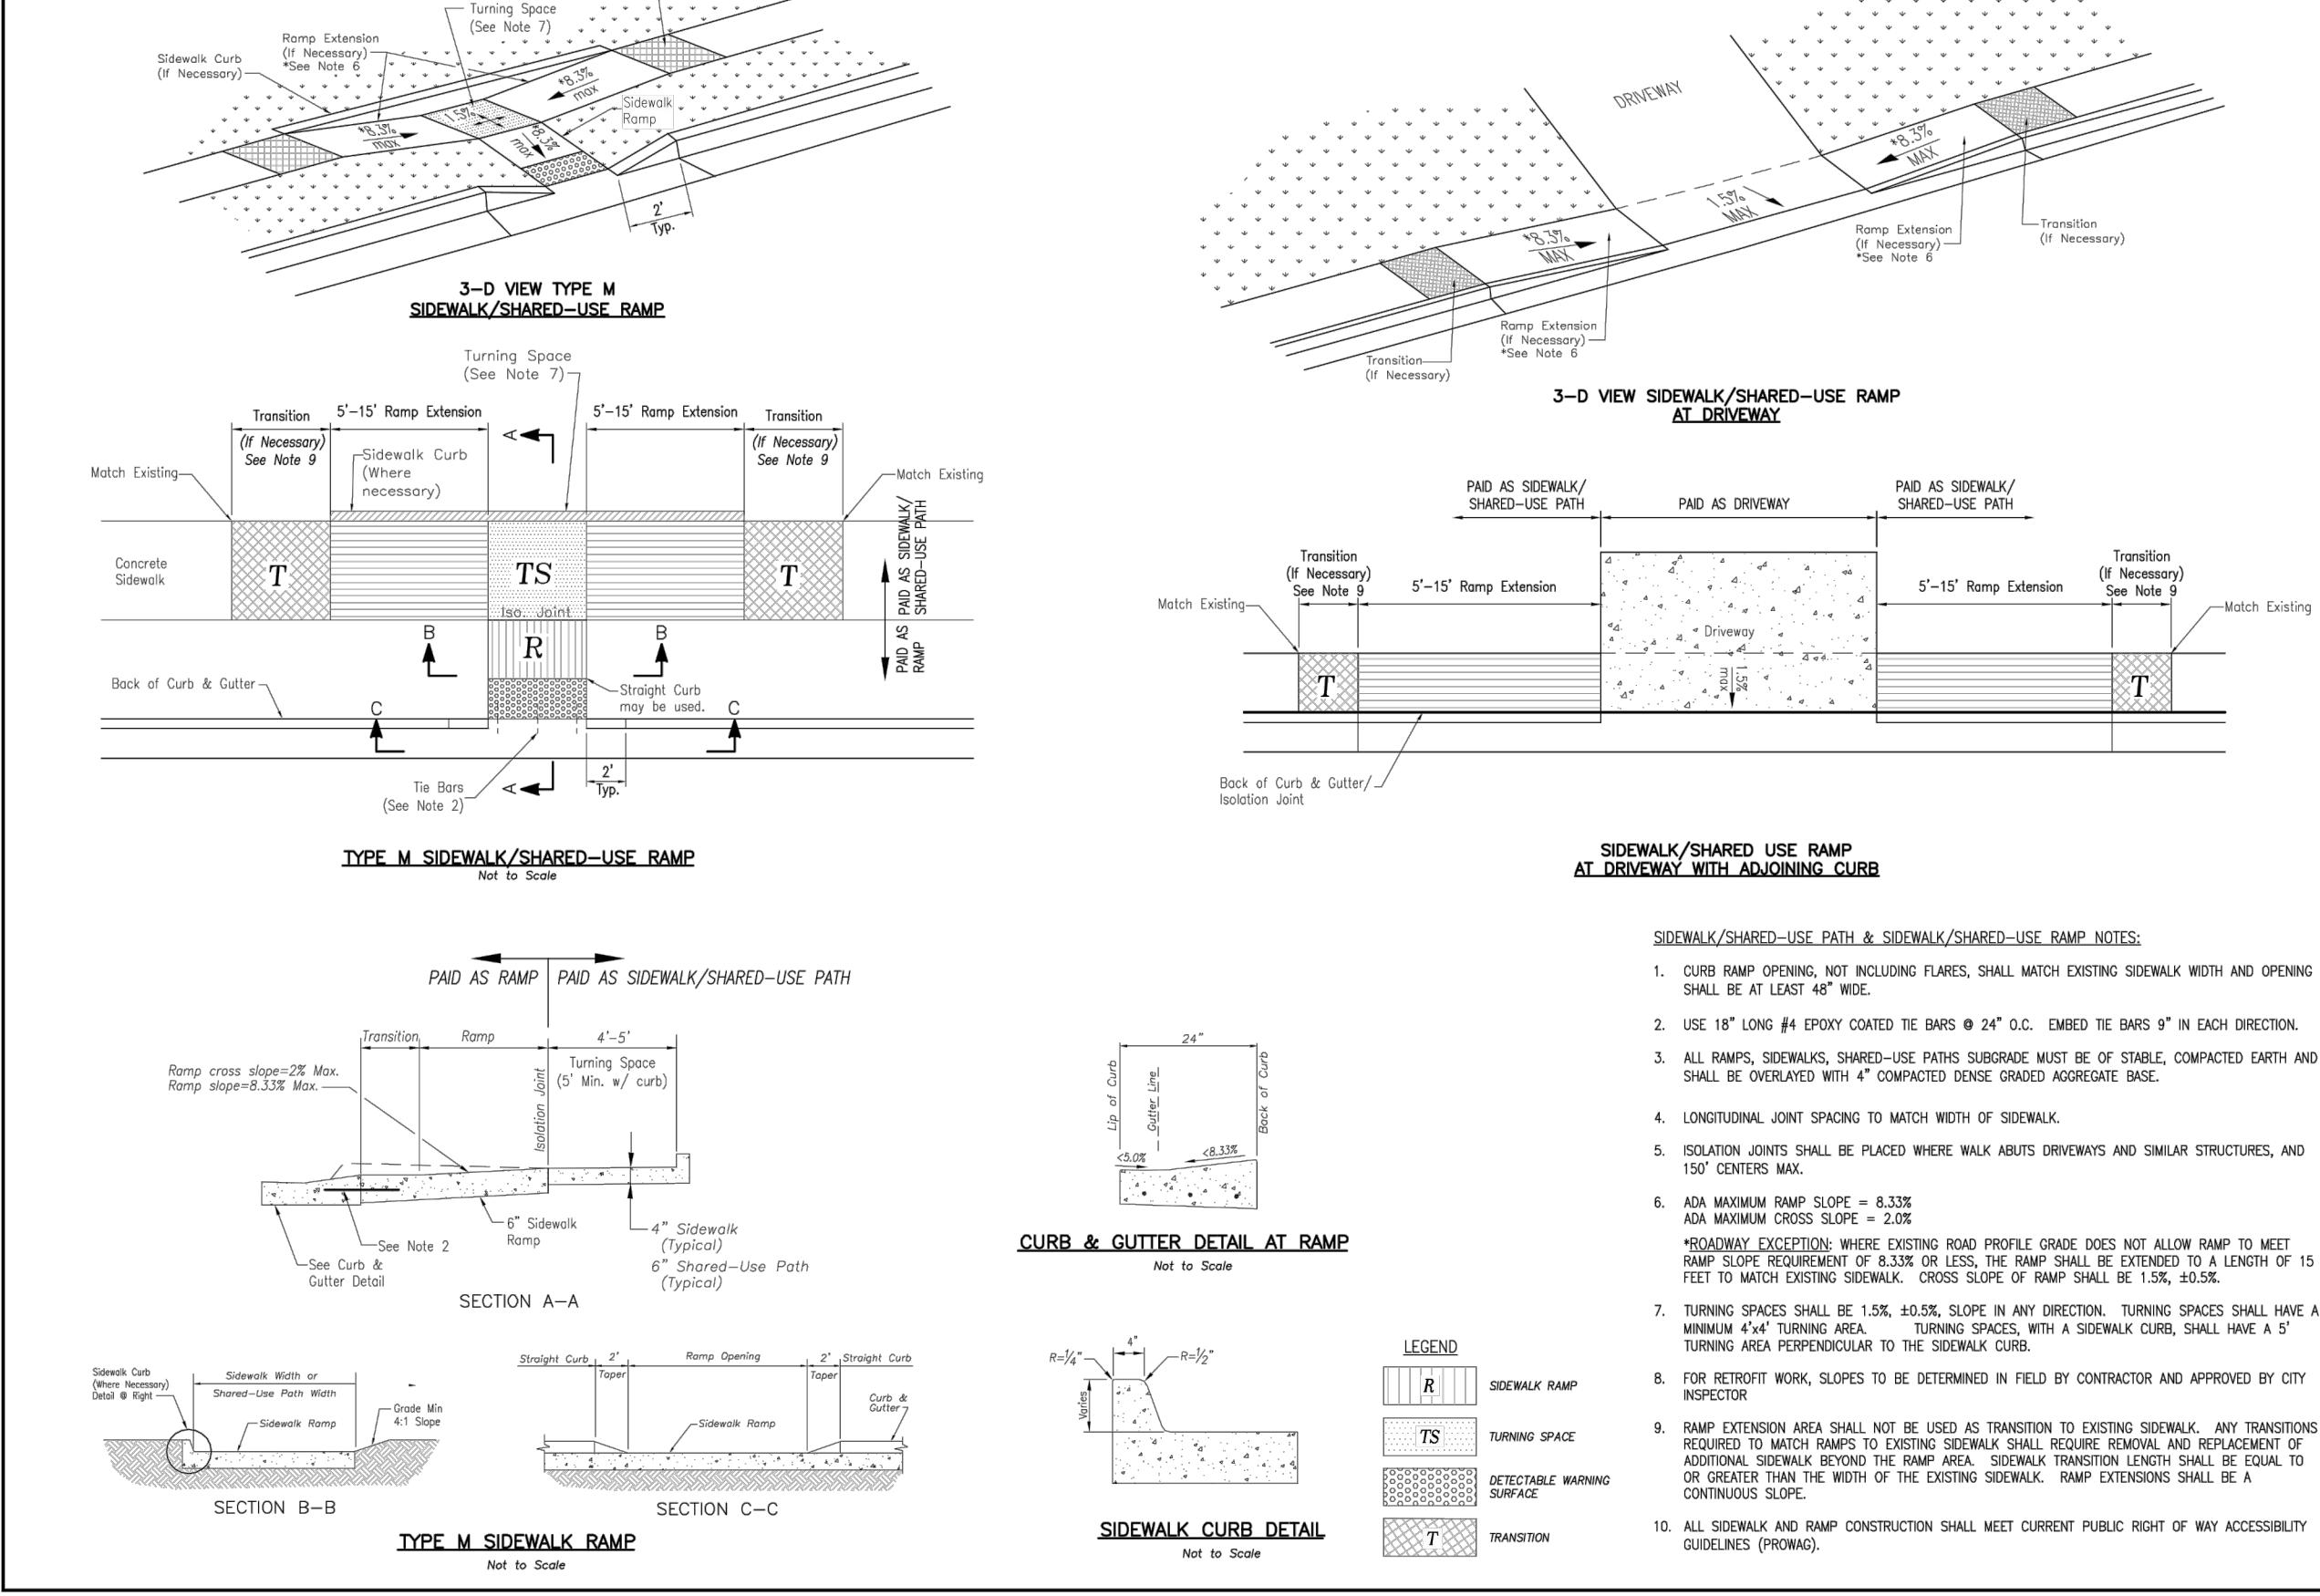 Turning Space
(See Note 7)
Ramp Extension
(If Necessary)
*See Note 6
Sidewalk Curb
(If Necessary)
*8.3%
max
Sidewalk
Ramp
1.5%
*8.3%
max
*8.3%
max
2'
Typ.
3-D VIEW TYPE M
SIDEWALK/SHARED-USE RAMP
DRIVEWAY
*8.3%
MAX
1.5%
MAX
*8.3%
MAX
Ramp Extension
(If Necessary)
*See Note 6
Transition
(If Necessary)
Ramp Extension
(If Necessary)
*See Note 6
Transition
(If Necessary)
3-D VIEW SIDEWALK/SHARED-USE RAMP
AT DRIVEWAY
Turning Space
(See Note 7)
Transition
(If Necessary)
See Note 9
5'-15' Ramp Extension
A
5'-15' Ramp Extension
Transition
(If Necessary)
See Note 9
Match Existing
Sidewalk Curb
(Where
necessary)
Match Existing
Concrete
Sidewalk
T
TS
T
Iso. Joint
R
B
B
PAID AS SIDEWALK/
SHARED-USE PATH
PAID AS
RAMP
Back of Curb & Gutter
Straight Curb
may be used.
C
C
Tie Bars
(See Note 2)
A
2'
Typ.
TYPE M SIDEWALK/SHARED-USE RAMP
Not to Scale
PAID AS SIDEWALK/
SHARED-USE PATH
PAID AS DRIVEWAY
PAID AS SIDEWALK/
SHARED-USE PATH
Transition
(If Necessary)
See Note 9
5'-15' Ramp Extension
5'-15' Ramp Extension
Transition
(If Necessary)
See Note 9
Match Existing
Match Existing
Driveway
T
1.5%
max
T
Back of Curb & Gutter/
Isolation Joint
SIDEWALK/SHARED USE RAMP
AT DRIVEWAY WITH ADJOINING CURB
PAID AS RAMP
PAID AS SIDEWALK/SHARED-USE PATH
Transition
Ramp
4'-5'
Turning Space
(5' Min. w/ curb)
Ramp cross slope=2% Max.
Ramp slope=8.33% Max.
Isolation Joint
6" Sidewalk
Ramp
See Note 2
See Curb &
Gutter Detail
4" Sidewalk
(Typical)
6" Shared-Use Path
(Typical)
SECTION A-A
Sidewalk Curb
(Where Necessary)
Detail @ Right
Sidewalk Width or
Shared-Use Path Width
Grade Min
4:1 Slope
Sidewalk Ramp
SECTION B-B
Straight Curb
2'
Taper
Ramp Opening
2'
Taper
Straight Curb
Curb &
Gutter
Sidewalk Ramp
SECTION C-C
TYPE M SIDEWALK RAMP
Not to Scale
24"
Lip of Curb
Gutter Line
Back of Curb
<5.0%
<8.33%
CURB & GUTTER DETAIL AT RAMP
Not to Scale
4"
R=¼"
R=½"
Varies
SIDEWALK CURB DETAIL
Not to Scale
LEGEND
R
SIDEWALK RAMP
TS
TURNING SPACE
DETECTABLE WARNING
SURFACE
T
TRANSITION
SIDEWALK/SHARED-USE PATH & SIDEWALK/SHARED-USE RAMP NOTES:
1. CURB RAMP OPENING, NOT INCLUDING FLARES, SHALL MATCH EXISTING SIDEWALK WIDTH AND OPENING
SHALL BE AT LEAST 48" WIDE.
2. USE 18" LONG #4 EPOXY COATED TIE BARS @ 24" O.C. EMBED TIE BARS 9" IN EACH DIRECTION.
3. ALL RAMPS, SIDEWALKS, SHARED-USE PATHS SUBGRADE MUST BE OF STABLE, COMPACTED EARTH AND
SHALL BE OVERLAYED WITH 4" COMPACTED DENSE GRADED AGGREGATE BASE.
4. LONGITUDINAL JOINT SPACING TO MATCH WIDTH OF SIDEWALK.
5. ISOLATION JOINTS SHALL BE PLACED WHERE WALK ABUTS DRIVEWAYS AND SIMILAR STRUCTURES, AND
150' CENTERS MAX.
6. ADA MAXIMUM RAMP SLOPE = 8.33%
ADA MAXIMUM CROSS SLOPE = 2.0%
*ROADWAY EXCEPTION: WHERE EXISTING ROAD PROFILE GRADE DOES NOT ALLOW RAMP TO MEET
RAMP SLOPE REQUIREMENT OF 8.33% OR LESS, THE RAMP SHALL BE EXTENDED TO A LENGTH OF 15
FEET TO MATCH EXISTING SIDEWALK. CROSS SLOPE OF RAMP SHALL BE 1.5%, ±0.5%.
7. TURNING SPACES SHALL BE 1.5%, ±0.5%, SLOPE IN ANY DIRECTION. TURNING SPACES SHALL HAVE A
MINIMUM 4'x4' TURNING AREA. TURNING SPACES, WITH A SIDEWALK CURB, SHALL HAVE A 5'
TURNING AREA PERPENDICULAR TO THE SIDEWALK CURB.
8. FOR RETROFIT WORK, SLOPES TO BE DETERMINED IN FIELD BY CONTRACTOR AND APPROVED BY CITY
INSPECTOR
9. RAMP EXTENSION AREA SHALL NOT BE USED AS TRANSITION TO EXISTING SIDEWALK. ANY TRANSITIONS
REQUIRED TO MATCH RAMPS TO EXISTING SIDEWALK SHALL REQUIRE REMOVAL AND REPLACEMENT OF
ADDITIONAL SIDEWALK BEYOND THE RAMP AREA. SIDEWALK TRANSITION LENGTH SHALL BE EQUAL TO
OR GREATER THAN THE WIDTH OF THE EXISTING SIDEWALK. RAMP EXTENSIONS SHALL BE A
CONTINUOUS SLOPE.
10. ALL SIDEWALK AND RAMP CONSTRUCTION SHALL MEET CURRENT PUBLIC RIGHT OF WAY ACCESSIBILITY
GUIDELINES (PROWAG).